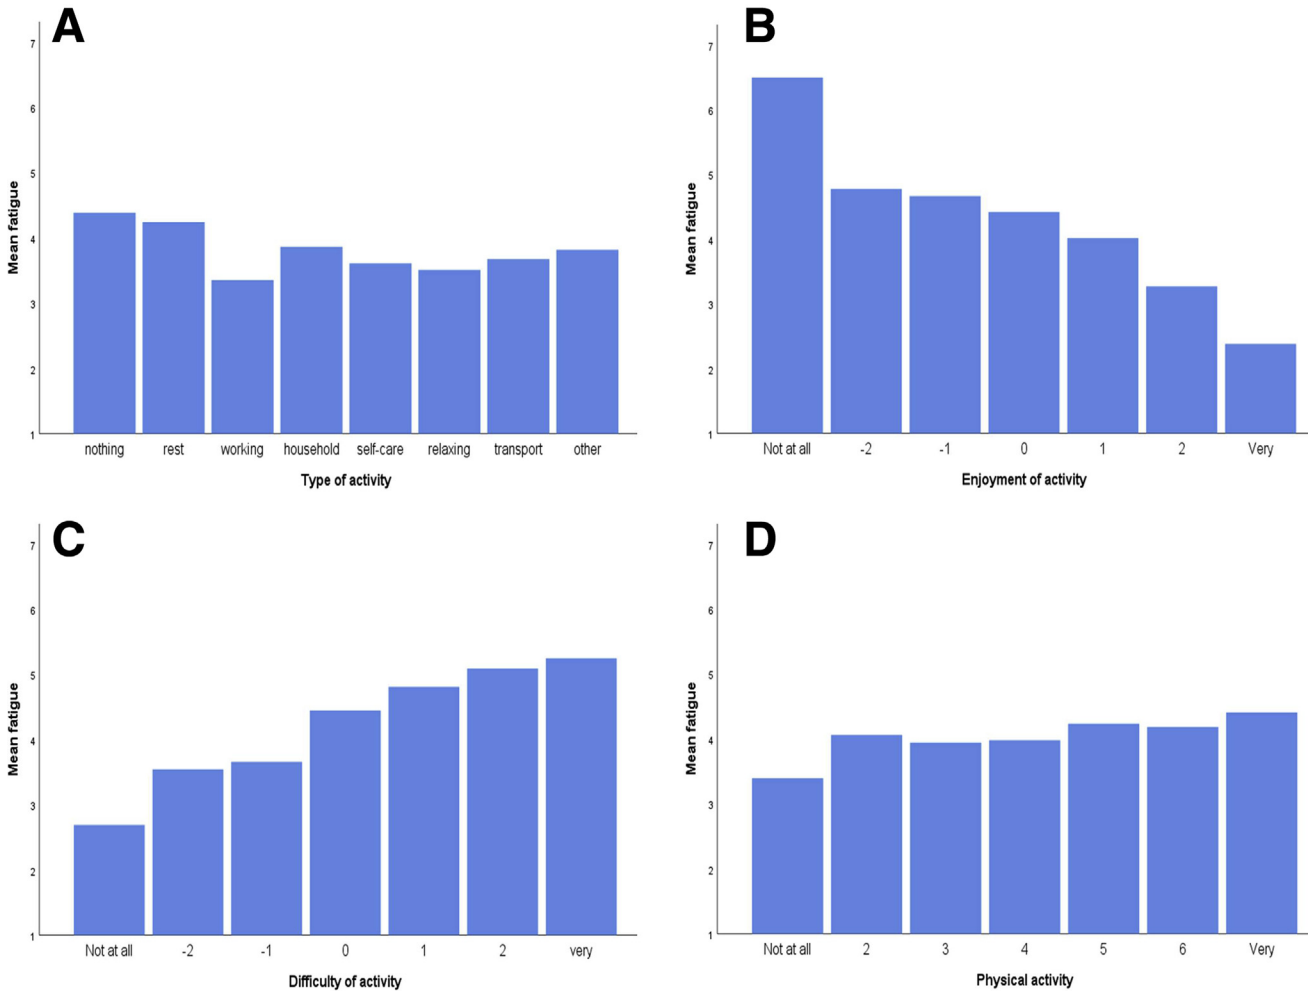 A
7
6
5
4
3
2
1
Mean fatigue
nothing rest working household self-care relaxing transport other
Type of activity
B
7
6
5
4
3
2
1
Mean fatigue
Not at all -2 -1 0 1 2 Very
Enjoyment of activity
C
7
6
5
4
3
2
1
Mean fatigue
Not at all -2 -1 0 1 2 very
Difficulty of activity
D
7
6
5
4
3
2
1
Mean fatigue
Not at all 2 3 4 5 6 Very
Physical activity